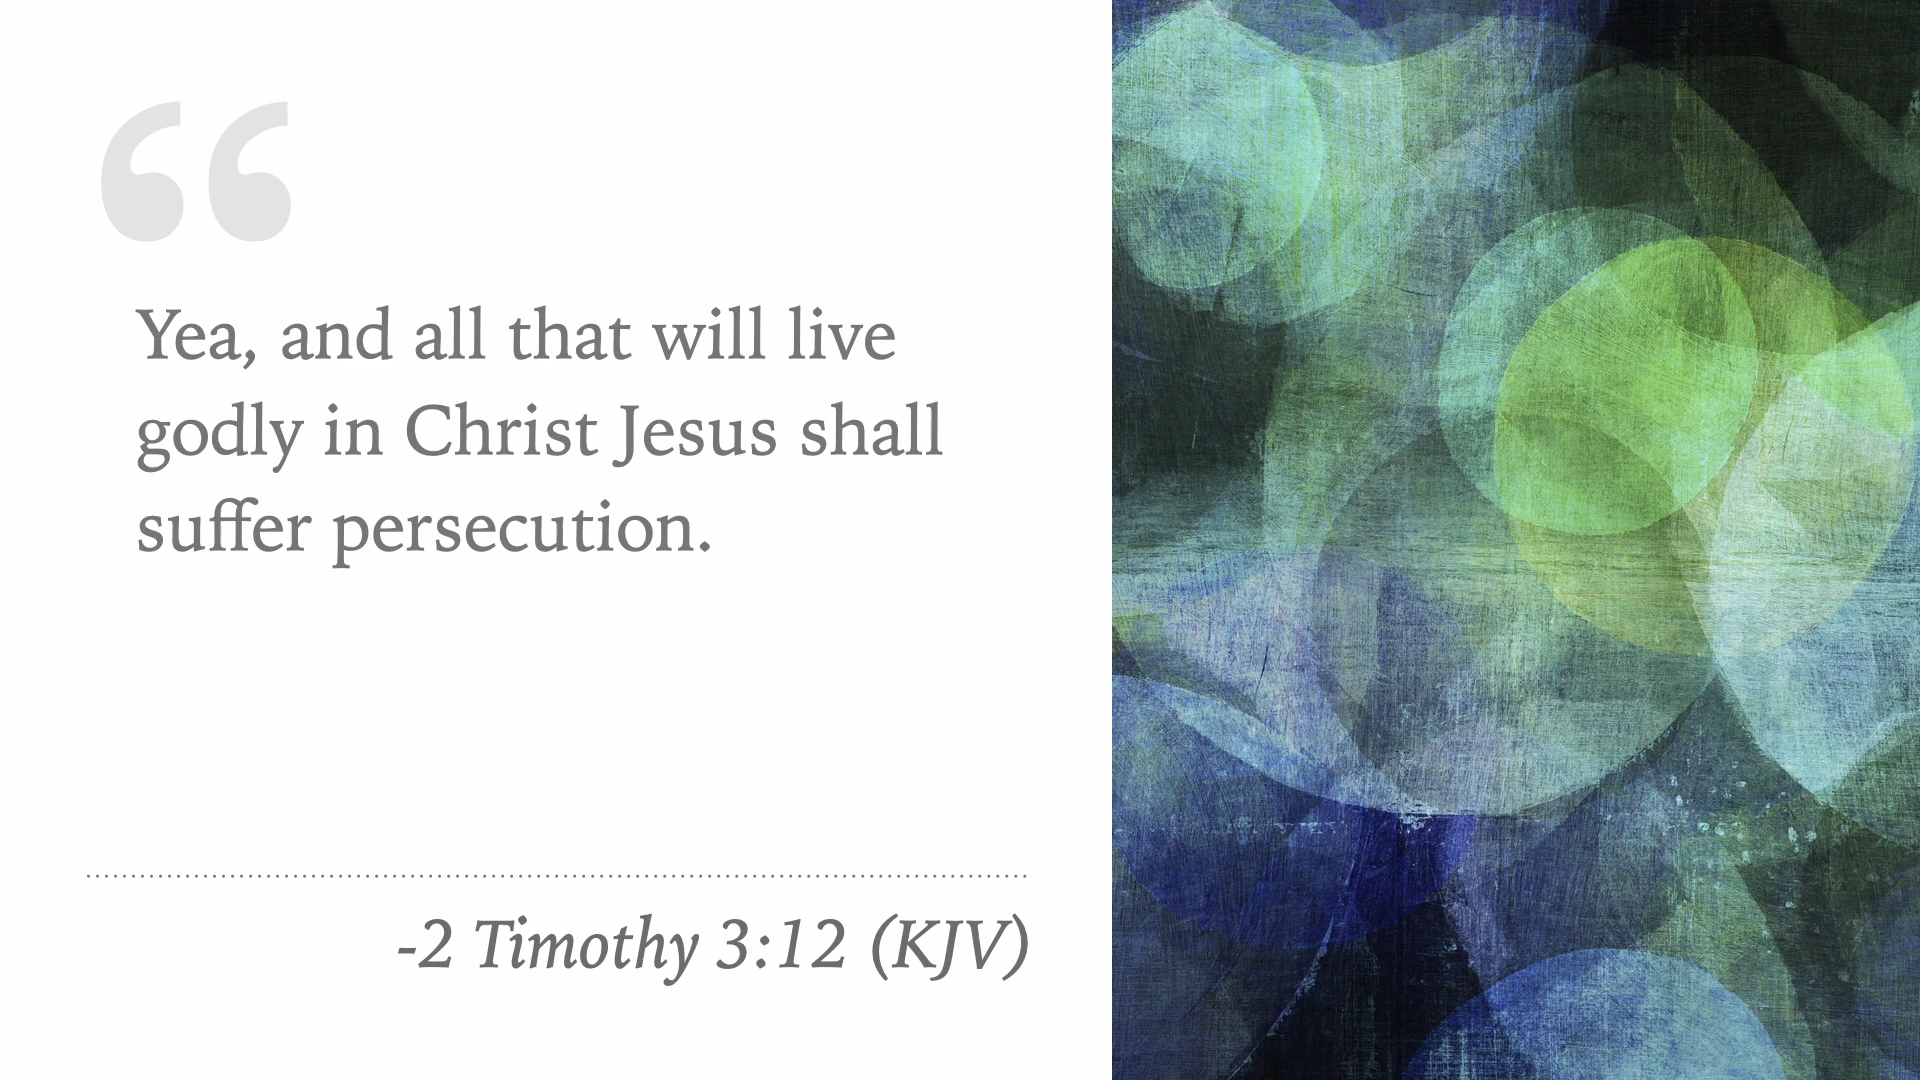 “
Yea, and all that will live
godly in Christ Jesus shall
suffer persecution.
-2 Timothy 3:12 (KJV)